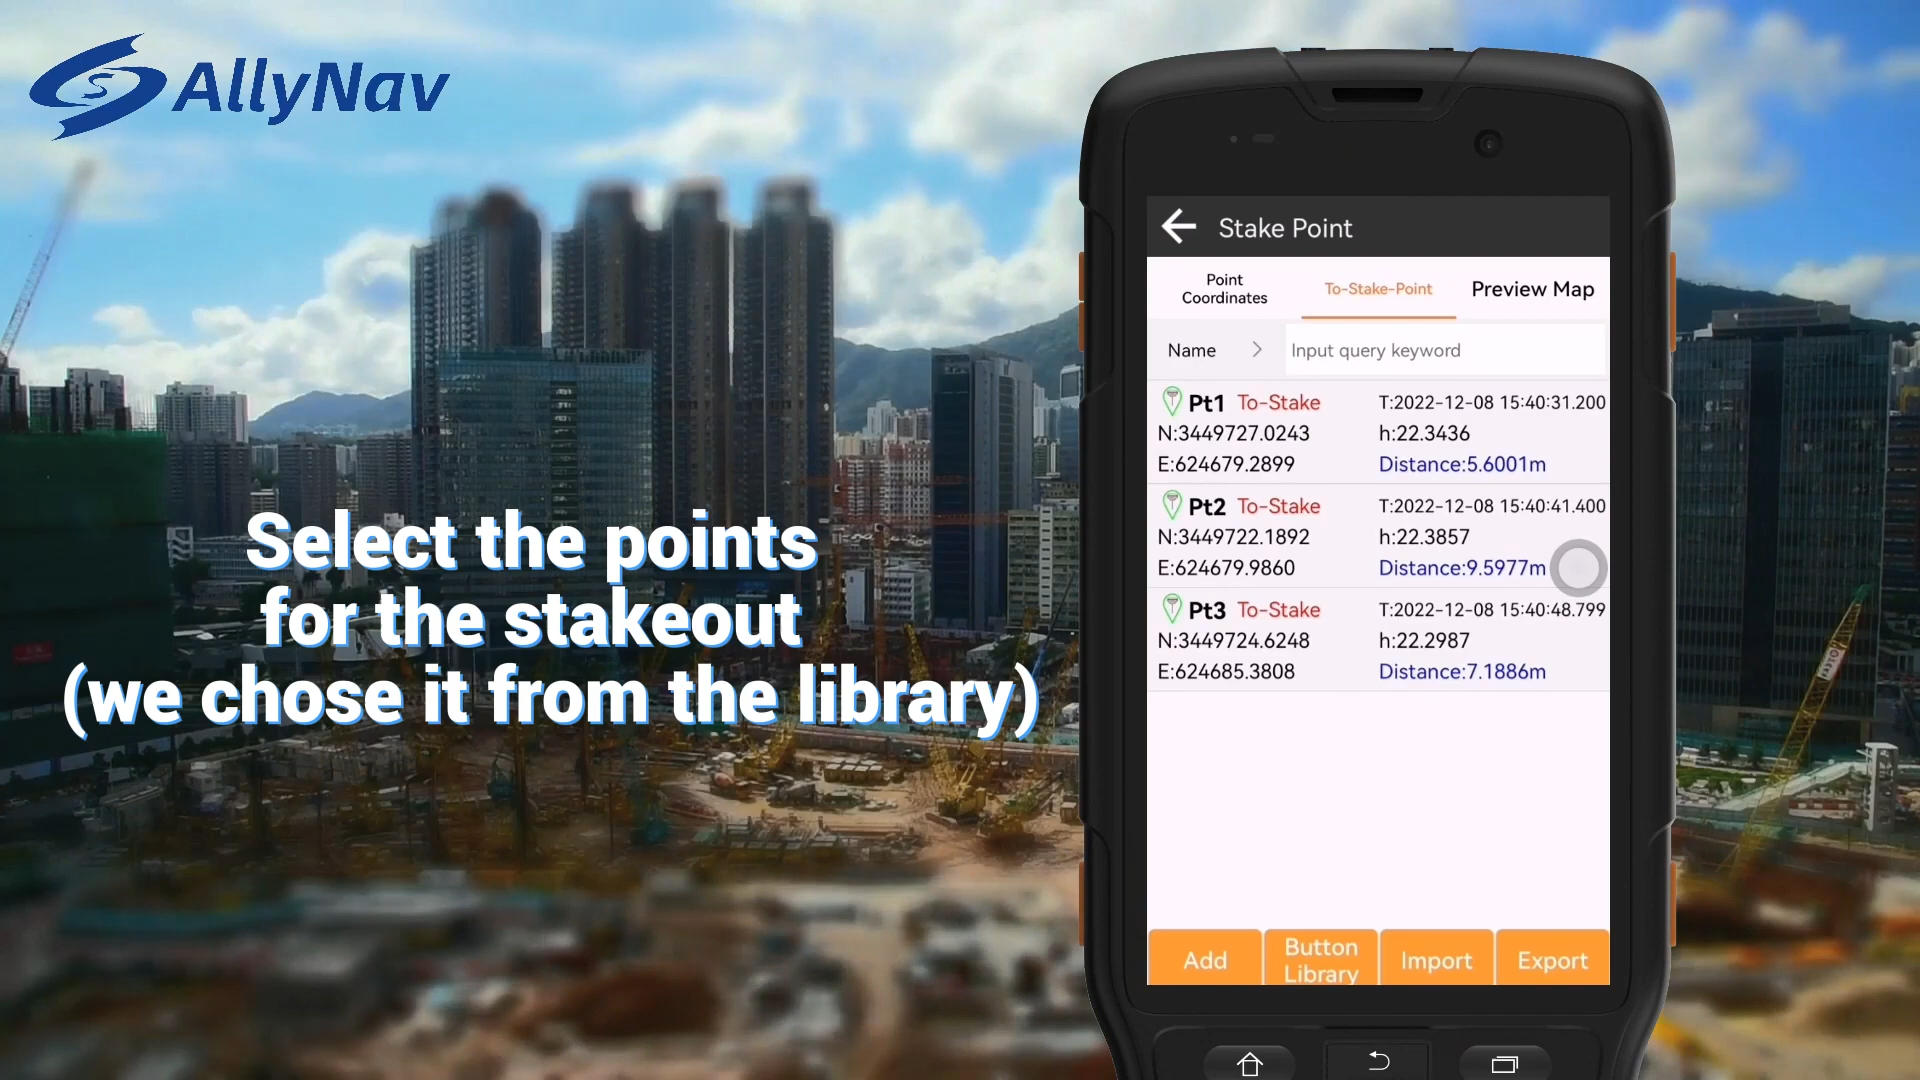 AllyNav
Select the points
for the stakeout
(we chose it from the library)
Stake Point
Point
Coordinates
To-Stake-Point
Preview Map
Name
Input query keyword
Pt1 To-Stake T:2022-12-08 15:40:31.200
N:3449727.0243 h:22.3436
E:624679.2899 Distance:5.6001m
Pt2 To-Stake T:2022-12-08 15:40:41.400
N:3449722.1892 h:22.3857
E:624679.9860 Distance:9.5977m
Pt3 To-Stake T:2022-12-08 15:40:48.799
N:3449724.6248 h:22.2987
E:624685.3808 Distance:7.1886m
Add
Button
Library
Import
Export